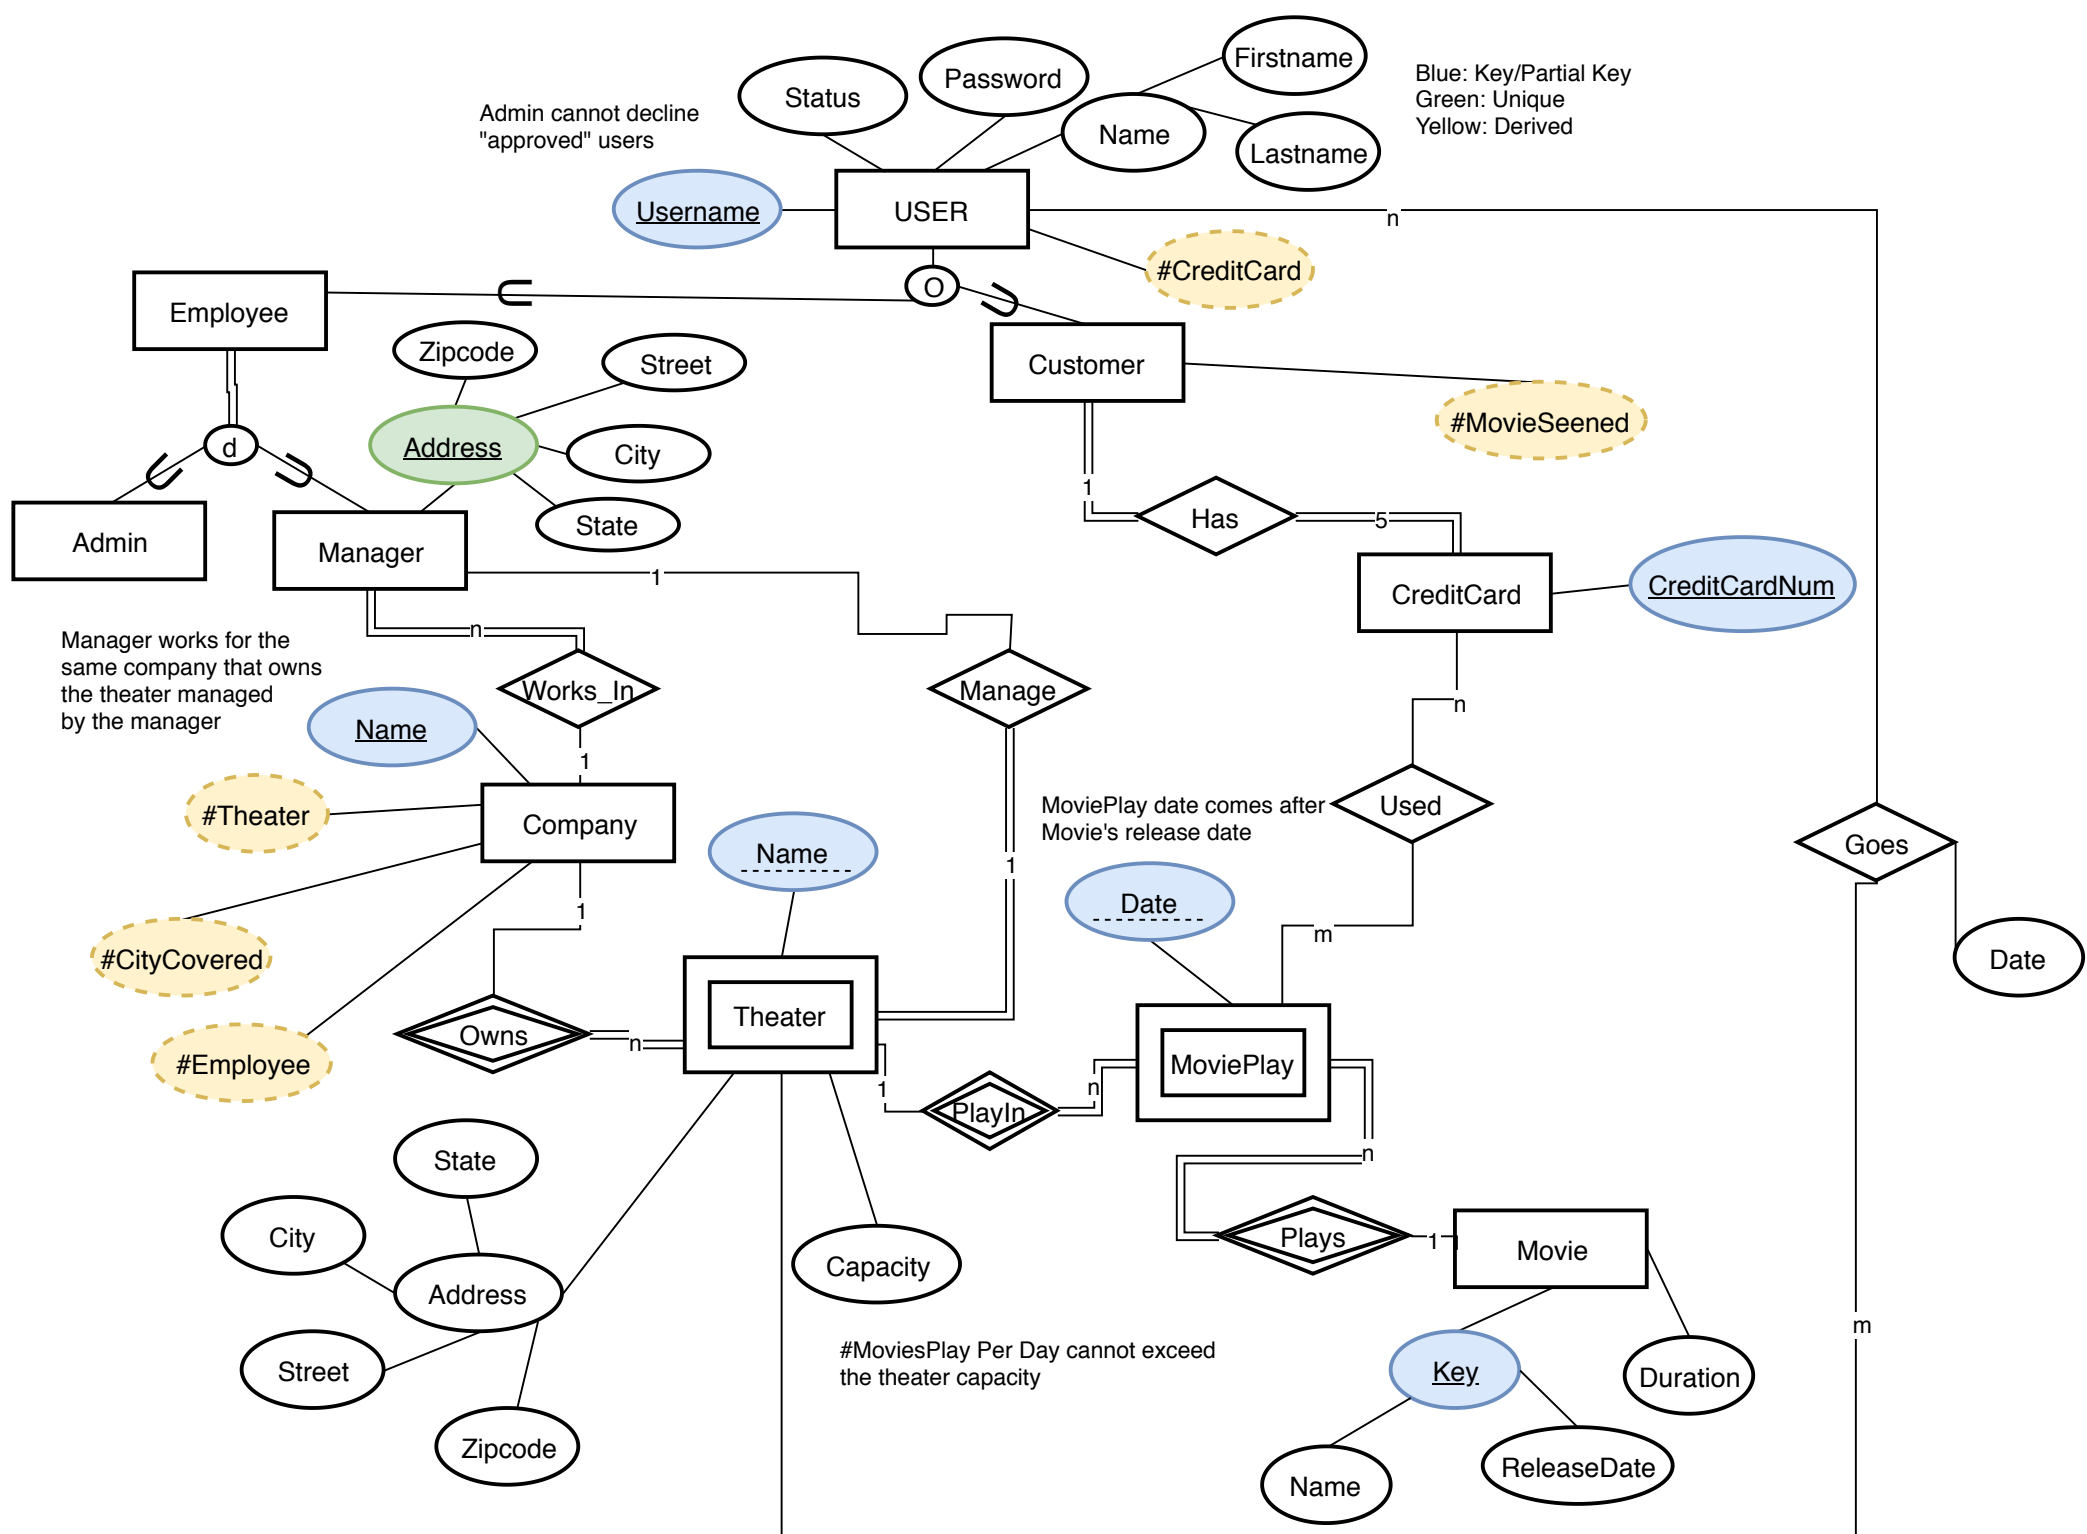 Firstname
Password
Status
Name
Lastname
Blue: Key/Partial Key
Green: Unique
Yellow: Derived
Admin cannot decline
"approved" users
Username
USER
n
#CreditCard
O
Employee
Zipcode
Street
Customer
#MovieSeened
Address
City
State
d
Admin
Manager
1
Has
5
CreditCard
CreditCardNum
1
n
Manager works for the
same company that owns
the theater managed
by the manager
Works_In
Manage
n
Name
1
#Theater
Company
Name
MoviePlay date comes after
Movie's release date
Used
Goes
1
Date
1
m
#CityCovered
Date
Owns
n
Theater
#Employee
1
PlayIn
n
MoviePlay
n
State
City
Address
Street
Zipcode
Capacity
Plays
1
Movie
#MoviesPlay Per Day cannot exceed
the theater capacity
Key
Duration
Name
ReleaseDate
m